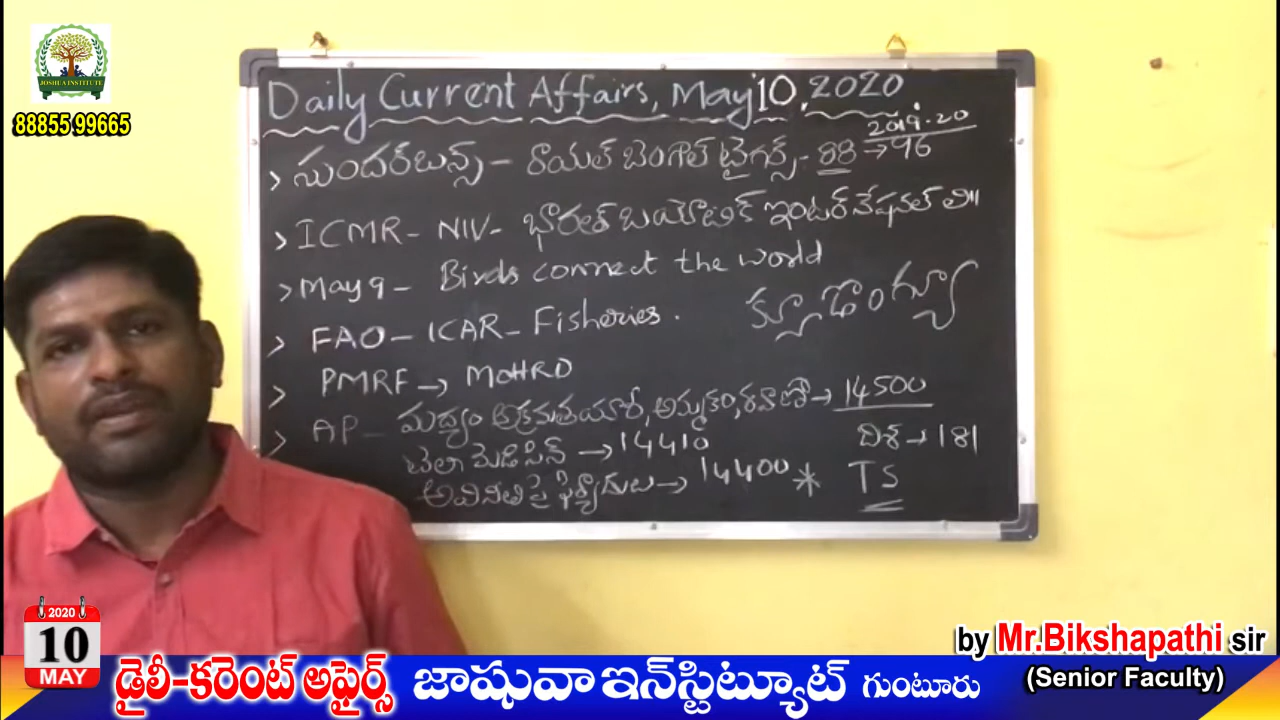 JOSHUA INSTITUTE
88855 99665
Daily Current Affairs, May 10, 2020
2019-20
> సుందర్‌బన్స్ - రాయల్ బెంగాల్ టైగర్స్ - 88 → 96
> ICMR - NIV - భారత్ బయోటిక్ ఇంటర్నేషనల్ లి"
> May 9 - Birds connect the world
> FAO - ICAR - Fisheries.
> PMRF → MoHRD
> AP - మద్యం అక్రమతయారీ, అమ్మకం, రవాణా → 14500
టెలి మెడిసిన్ → 14410
దిశ → 181
అవినీతి పై ఫిర్యాదుకు → 14400 * TS
2020
10
MAY
by Mr.Bikshapathi sir
(Senior Faculty)
డైలీ-కరెంట్ అఫైర్స్ జాషువా ఇన్‌స్టిట్యూట్ గుంటూరు